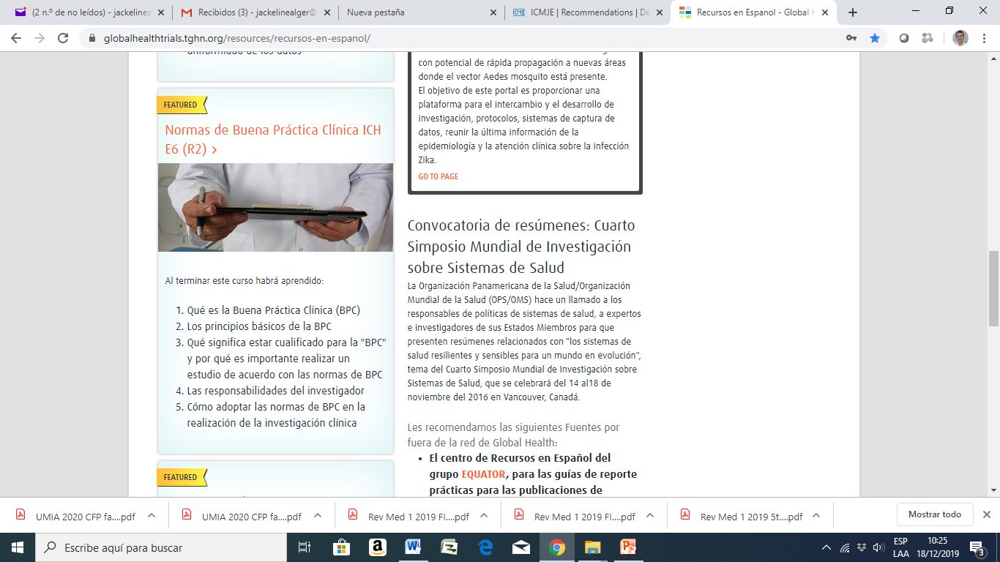 (2 n.º de no leídos) - jackelinea
Recibidos (3) - jackelinealger@
Nueva pestaña
ICMJE | Recommendations | De
Recursos en Espanol - Global H
globalhealthtrials.tghn.org/resources/recursos-en-espanol/
uniformidad de los datos
FEATURED
Normas de Buena Práctica Clínica ICH
E6 (R2) >
Al terminar este curso habrá aprendido:
1. Qué es la Buena Práctica Clínica (BPC)
2. Los principios básicos de la BPC
3. Qué significa estar cualificado para la "BPC"
y por qué es importante realizar un
estudio de acuerdo con las normas de BPC
4. Las responsabilidades del investigador
5. Cómo adoptar las normas de BPC en la
realización de la investigación clínica
FEATURED
con potencial de rápida propagación a nuevas áreas
donde el vector Aedes mosquito está presente.
El objetivo de este portal es proporcionar una
plataforma para el intercambio y el desarrollo de
investigación, protocolos, sistemas de captura de
datos, reunir la última información de la
epidemiología y la atención clínica sobre la infección
Zika.
GO TO PAGE
Convocatoria de resúmenes: Cuarto
Simposio Mundial de Investigación
sobre Sistemas de Salud
La Organización Panamericana de la Salud/Organización
Mundial de la Salud (OPS/OMS) hace un llamado a los
responsables de políticas de sistemas de salud, a expertos
e investigadores de sus Estados Miembros para que
presenten resúmenes relacionados con "los sistemas de
salud resilientes y sensibles para un mundo en evolución",
tema del Cuarto Simposio Mundial de Investigación sobre
Sistemas de Salud, que se celebrará del 14 al18 de
noviembre del 2016 en Vancouver, Canadá.
Les recomendamos las siguientes Fuentes por
fuera de la red de Global Health:
• El centro de Recursos en Español del
grupo EQUATOR, para las guías de reporte
prácticas para las publicaciones de
UMIA 2020 CFP fa....pdf
UMIA 2020 CFP fa....pdf
Rev Med 1 2019 FI....pdf
Rev Med 1 2019 FI....pdf
Rev Med 1 2019 5t....pdf
Mostrar todo
Escribe aquí para buscar
ESP
LAA
10:25
18/12/2019
3